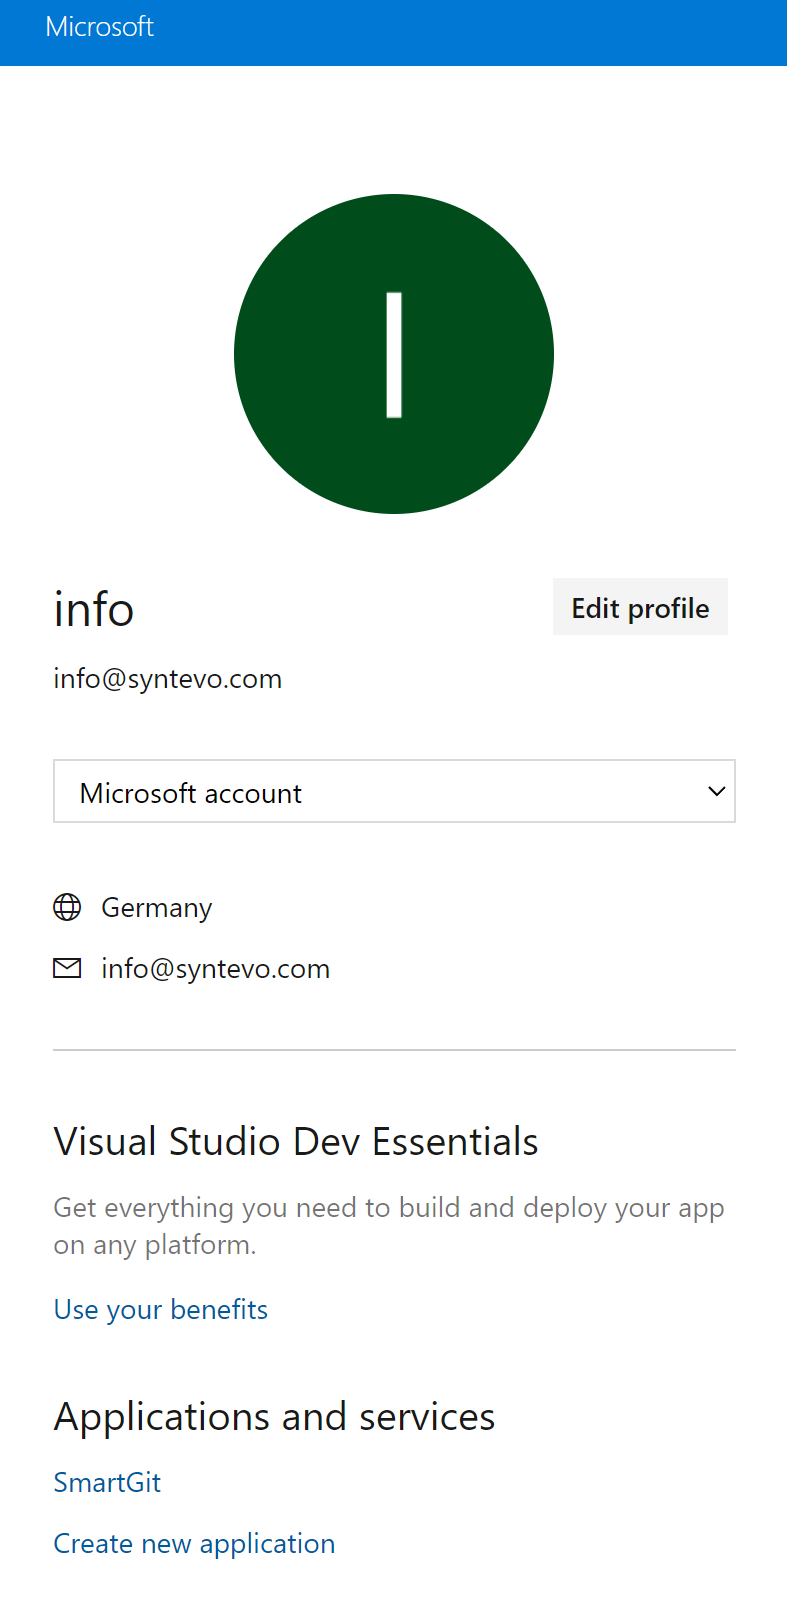 Microsoft
I
info
Edit profile
info@syntevo.com
Microsoft account
Germany
info@syntevo.com
Visual Studio Dev Essentials
Get everything you need to build and deploy your app
on any platform.
Use your benefits
Applications and services
SmartGit
Create new application